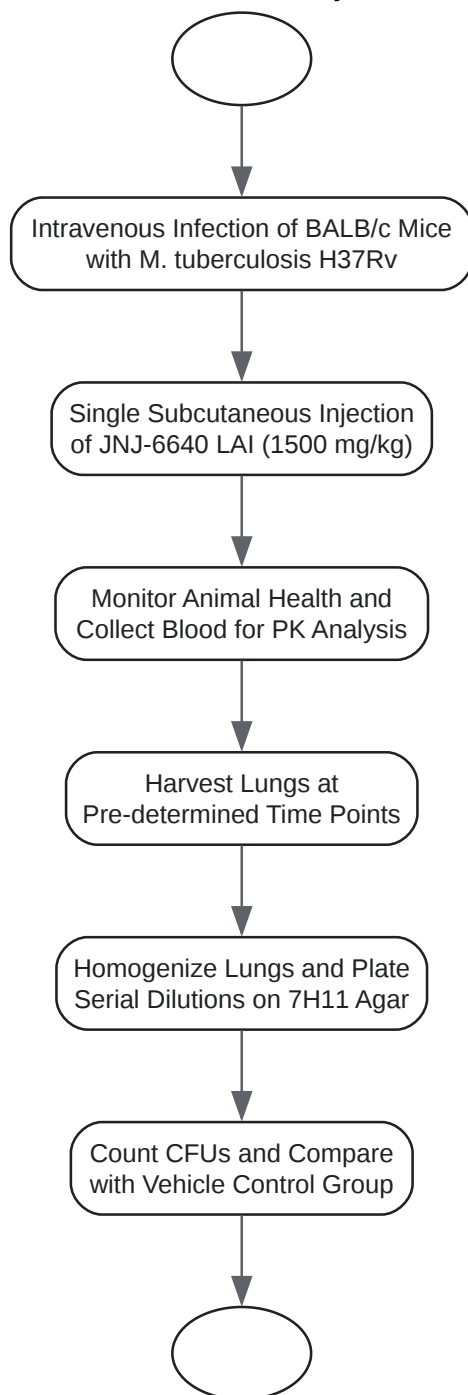 Intravenous Infection of BALB/c Mice
with M. tuberculosis H37Rv
Single Subcutaneous Injection
of JNJ-6640 LAI (1500 mg/kg)
Monitor Animal Health and
Collect Blood for PK Analysis
Harvest Lungs at
Pre-determined Time Points
Homogenize Lungs and Plate
Serial Dilutions on 7H11 Agar
Count CFUs and Compare
with Vehicle Control Group